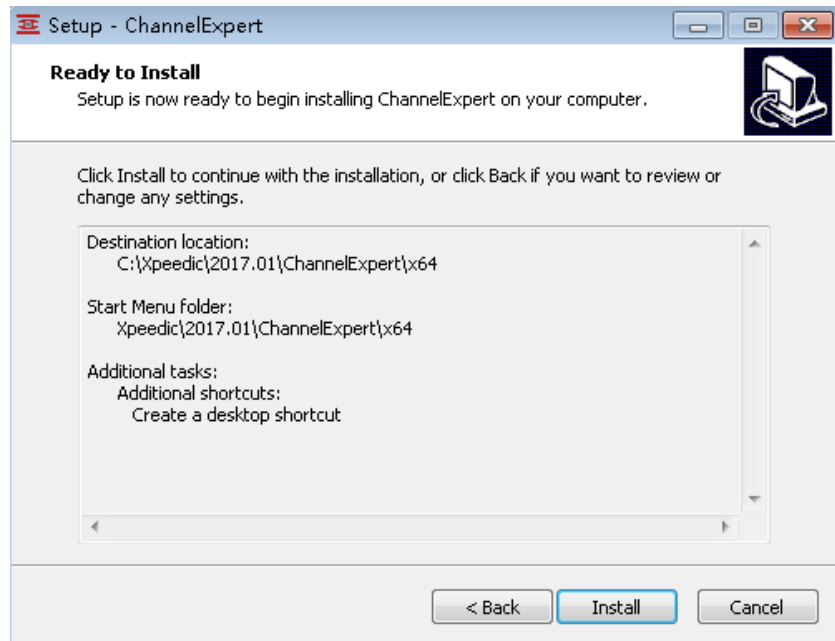 Setup - ChannelExpert
Ready to Install
Setup is now ready to begin installing ChannelExpert on your computer.
Click Install to continue with the installation, or click Back if you want to review or
change any settings.
Destination location:
C:\Xpeedic\2017.01\ChannelExpert\x64
Start Menu folder:
Xpeedic\2017.01\ChannelExpert\x64
Additional tasks:
Additional shortcuts:
Create a desktop shortcut
< Back
Install
Cancel